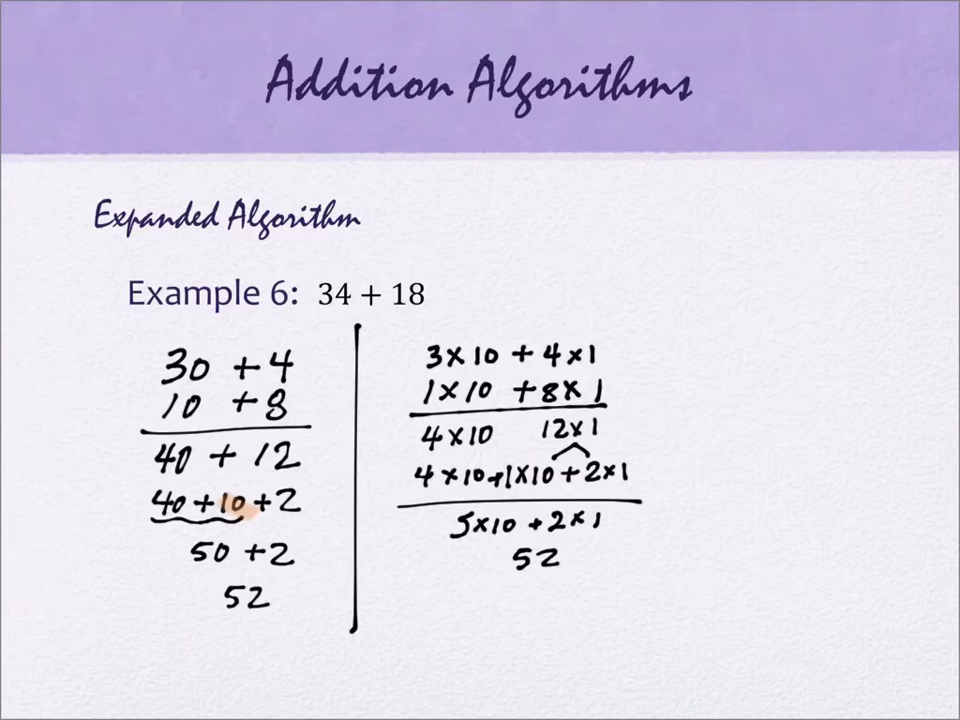 Addition Algorithms
Expanded Algorithm
Example 6: 34 + 18
30 + 4
10 + 8
40 + 12
40 + 10 + 2
50 + 2
52
3 × 10 + 4 × 1
1 × 10 + 8 × 1
4 × 10 12 × 1
4 × 10 + 1 × 10 + 2 × 1
5 × 10 + 2 × 1
52